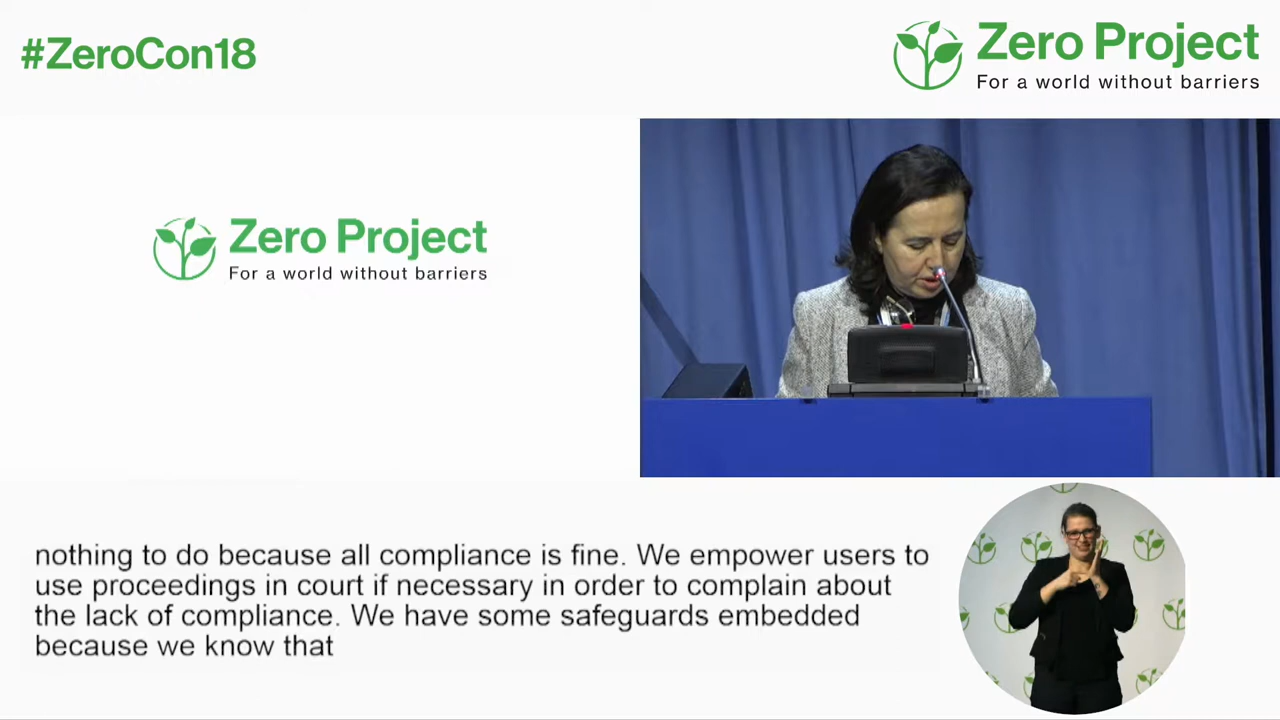 #ZeroCon18
Zero Project
For a world without barriers
Zero Project
For a world without barriers
nothing to do because all compliance is fine. We empower users to
use proceedings in court if necessary in order to complain about
the lack of compliance. We have some safeguards embedded
because we know that